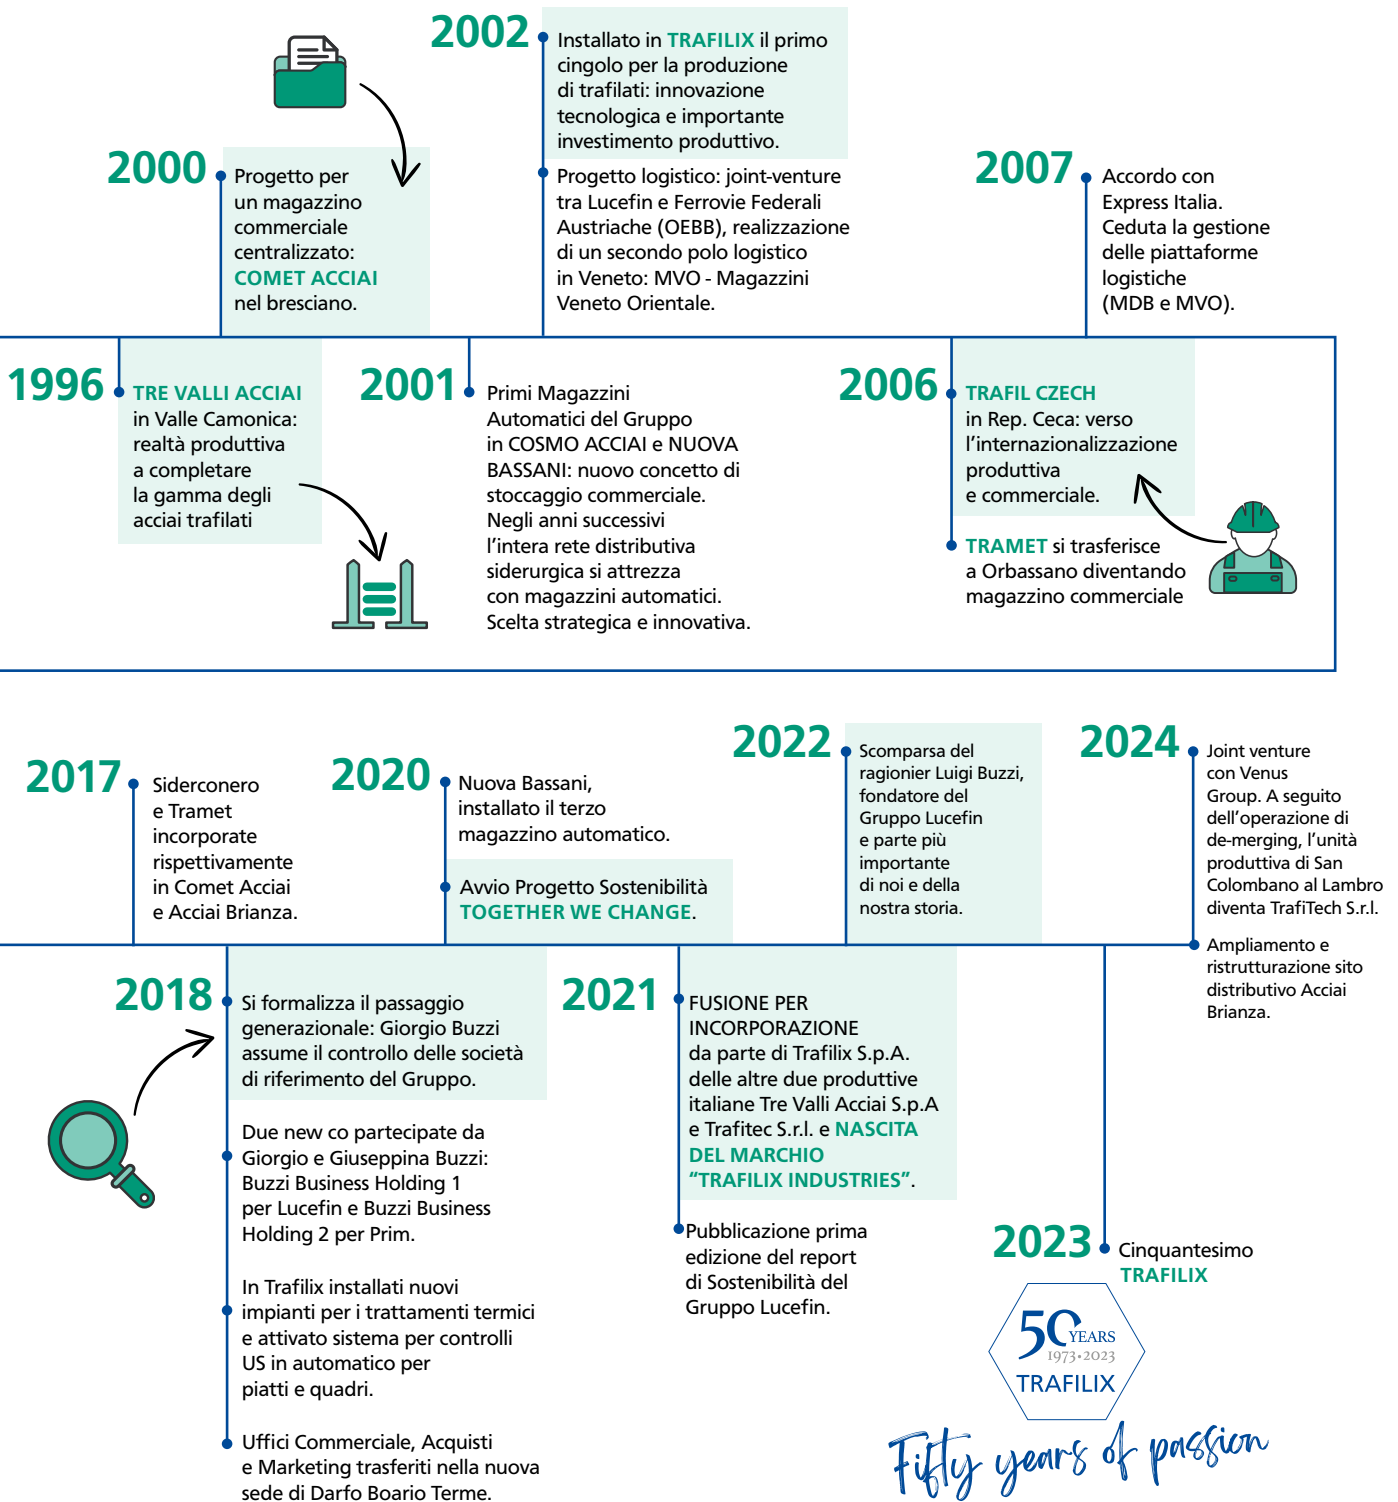 2002
Installato in TRAFILIX il primo
cingolo per la produzione
di trafilati: innovazione
tecnologica e importante
investimento produttivo.
Progetto logistico: joint-venture
tra Lucefin e Ferrovie Federali
Austriache (OEBB), realizzazione
di un secondo polo logistico
in Veneto: MVO - Magazzini
Veneto Orientale.
2000
Progetto per
un magazzino
commerciale
centralizzato:
COMET ACCIAI
nel bresciano.
2007
Accordo con
Express Italia.
Ceduta la gestione
delle piattaforme
logistiche
(MDB e MVO).
1996
TRE VALLI ACCIAI
in Valle Camonica:
realtà produttiva
a completare
la gamma degli
acciai trafilati
2001
Primi Magazzini
Automatici del Gruppo
in COSMO ACCIAI e NUOVA
BASSANI: nuovo concetto di
stoccaggio commerciale.
Negli anni successivi
l’intera rete distributiva
siderurgica si attrezza
con magazzini automatici.
Scelta strategica e innovativa.
2006
TRAFIL CZECH
in Rep. Ceca: verso
l’internazionalizzazione
produttiva
e commerciale.
TRAMET si trasferisce
a Orbassano diventando
magazzino commerciale
2017
Siderconero
e Tramet
incorporate
rispettivamente
in Comet Acciai
e Acciai Brianza.
2020
Nuova Bassani,
installato il terzo
magazzino automatico.
Avvio Progetto Sostenibilità
TOGETHER WE CHANGE.
2022
Scomparsa del
ragionier Luigi Buzzi,
fondatore del
Gruppo Lucefin
e parte più
importante
di noi e della
nostra storia.
2024
Joint venture
con Venus
Group. A seguito
dell’operazione di
de-merging, l’unità
produttiva di San
Colombano al Lambro
diventa TrafiTech S.r.l.
Ampliamento e
ristrutturazione sito
distributivo Acciai
Brianza.
2018
Si formalizza il passaggio
generazionale: Giorgio Buzzi
assume il controllo delle società
di riferimento del Gruppo.
Due new co partecipate da
Giorgio e Giuseppina Buzzi:
Buzzi Business Holding 1
per Lucefin e Buzzi Business
Holding 2 per Prim.
In Trafilix installati nuovi
impianti per i trattamenti termici
e attivato sistema per controlli
US in automatico per
piatti e quadri.
Uffici Commerciale, Acquisti
e Marketing trasferiti nella nuova
sede di Darfo Boario Terme.
2021
FUSIONE PER
INCORPORAZIONE
da parte di Trafilix S.p.A.
delle altre due produttive
italiane Tre Valli Acciai S.p.A
e Trafitec S.r.l. e NASCITA
DEL MARCHIO
“TRAFILIX INDUSTRIES”.
Pubblicazione prima
edizione del report
di Sostenibilità del
Gruppo Lucefin.
2023
Cinquantesimo
TRAFILIX
50 YEARS
1973•2023
TRAFILIX
Fifty years of passion